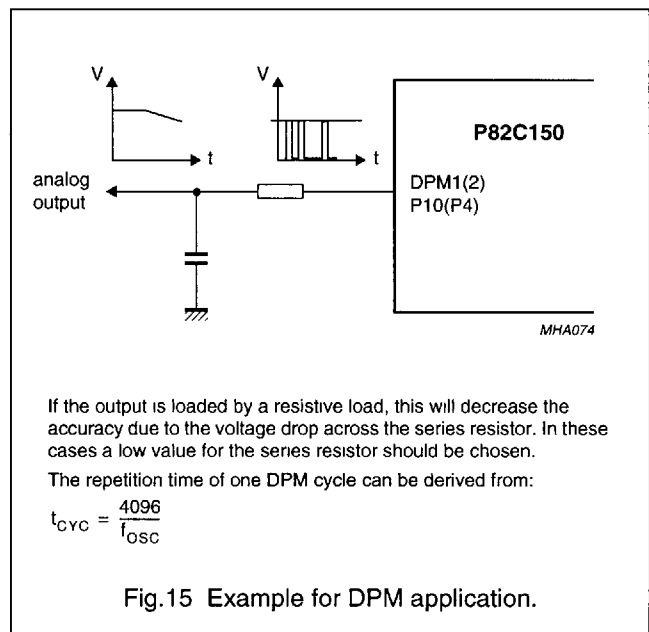 V
V
t
t
P82C150
analog
output
DPM1(2)
P10(P4)
MHA074
If the output is loaded by a resistive load, this will decrease the
accuracy due to the voltage drop across the series resistor. In these
cases a low value for the series resistor should be chosen.
The repetition time of one DPM cycle can be derived from:
tCYC = 4096 / fOSC
Fig.15 Example for DPM application.